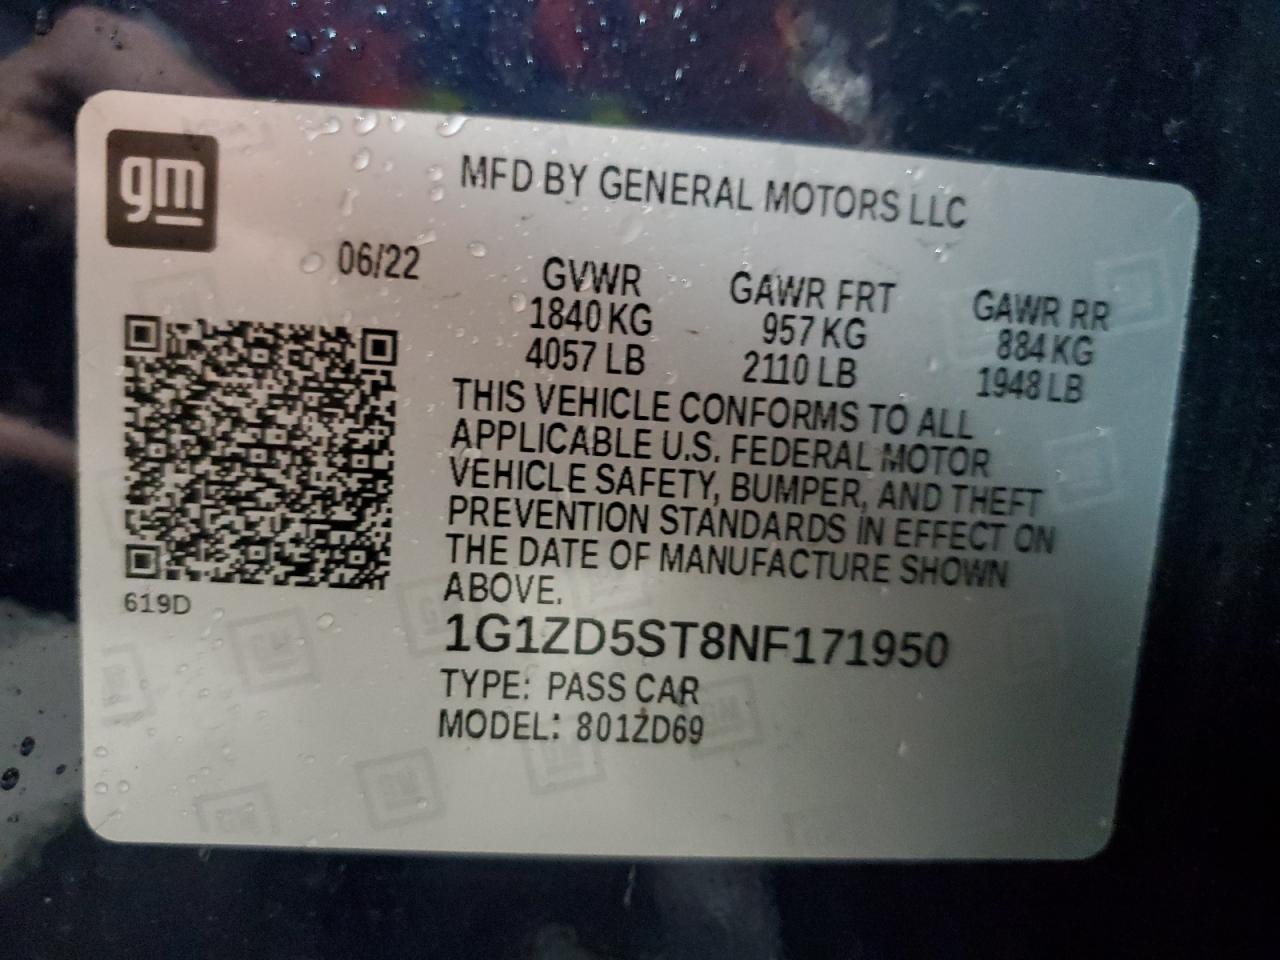 gm
MFD BY GENERAL MOTORS LLC
06/22
GVWR
1840 KG
4057 LB
GAWR FRT
957 KG
2110 LB
GAWR RR
884 KG
1948 LB
THIS VEHICLE CONFORMS TO ALL
APPLICABLE U.S. FEDERAL MOTOR
VEHICLE SAFETY, BUMPER, AND THEFT
PREVENTION STANDARDS IN EFFECT ON
THE DATE OF MANUFACTURE SHOWN
ABOVE.
619D
1G1ZD5ST8NF171950
TYPE: PASS CAR
MODEL: 801ZD69